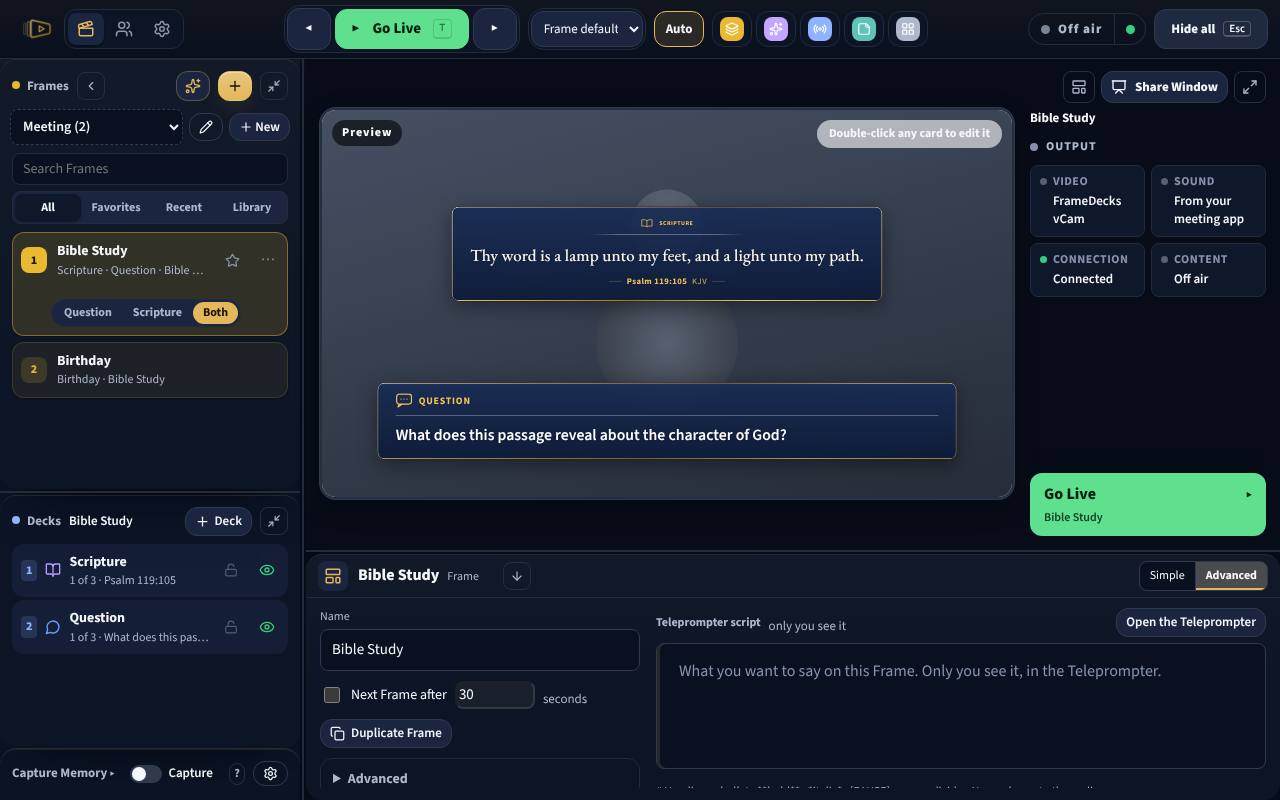 Go Live T
Frame default
Auto
Off air
Hide all Esc
Frames
Meeting (2)
New
Search Frames
All Favorites Recent Library
1 Bible Study
Scripture · Question · Bible …
Question Scripture Both
2 Birthday
Birthday · Bible Study
Decks Bible Study
Deck
1 Scripture
1 of 3 · Psalm 119:105
2 Question
1 of 3 · What does this pas…
Capture Memory
Capture
?
Share Window
Preview
Double-click any card to edit it
SCRIPTURE
Thy word is a lamp unto my feet, and a light unto my path.
Psalm 119:105 KJV
QUESTION
What does this passage reveal about the character of God?
Bible Study
OUTPUT
VIDEO
FrameDecks
vCam
SOUND
From your
meeting app
CONNECTION
Connected
CONTENT
Off air
Go Live
Bible Study
Bible Study Frame
Simple Advanced
Name
Bible Study
Next Frame after 30 seconds
Duplicate Frame
Advanced
Teleprompter script only you see it
Open the Teleprompter
What you want to say on this Frame. Only you see it, in the Teleprompter.